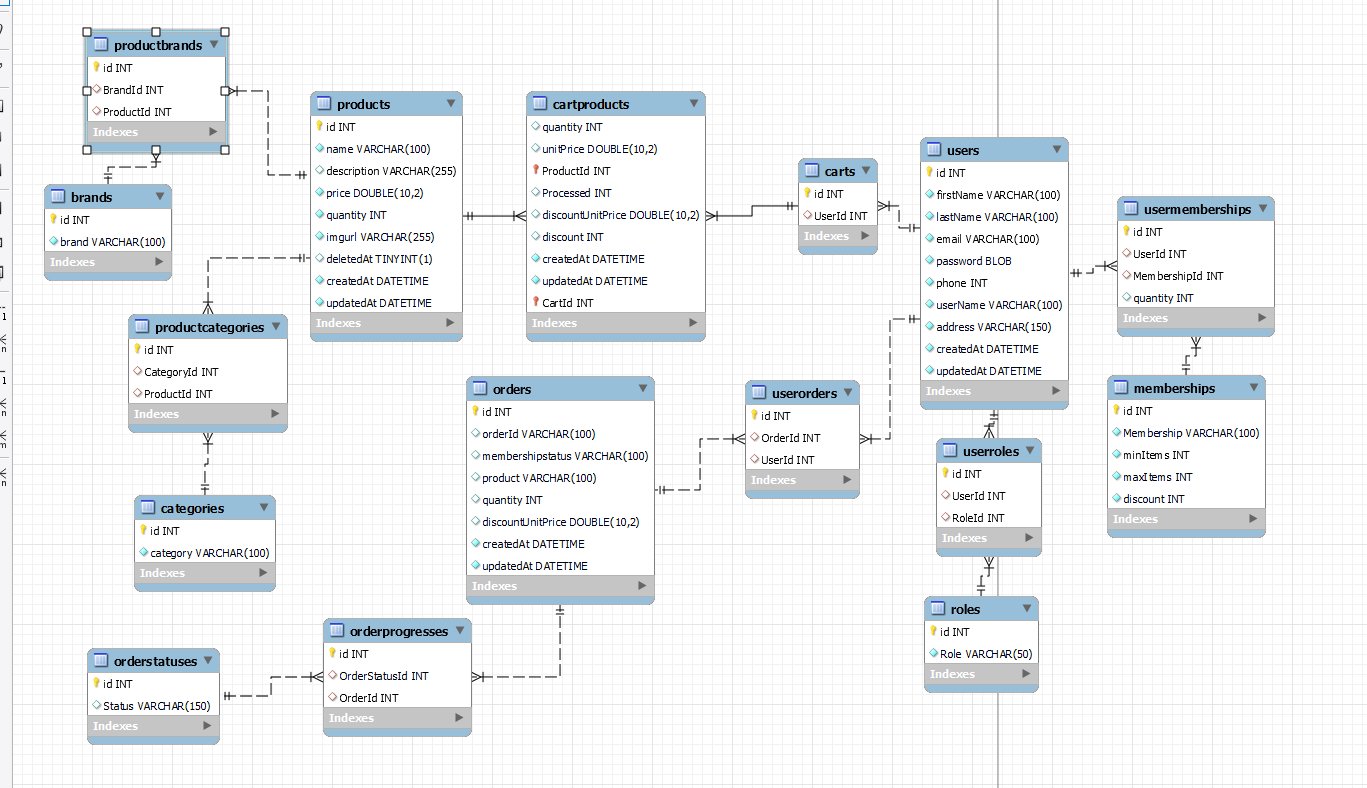 productbrands
id INT
BrandId INT
ProductId INT
Indexes
brands
id INT
brand VARCHAR(100)
Indexes
products
id INT
name VARCHAR(100)
description VARCHAR(255)
price DOUBLE(10,2)
quantity INT
imgurl VARCHAR(255)
deletedAt TINYINT(1)
createdAt DATETIME
updatedAt DATETIME
Indexes
cartproducts
quantity INT
unitPrice DOUBLE(10,2)
ProductId INT
Processed INT
discountUnitPrice DOUBLE(10,2)
discount INT
createdAt DATETIME
updatedAt DATETIME
CartId INT
Indexes
carts
id INT
UserId INT
Indexes
users
id INT
firstName VARCHAR(100)
lastName VARCHAR(100)
email VARCHAR(100)
password BLOB
phone INT
userName VARCHAR(100)
address VARCHAR(150)
createdAt DATETIME
updatedAt DATETIME
Indexes
usermemberships
id INT
UserId INT
MembershipId INT
quantity INT
Indexes
productcategories
id INT
CategoryId INT
ProductId INT
Indexes
categories
id INT
category VARCHAR(100)
Indexes
orders
id INT
orderId VARCHAR(100)
membershipstatus VARCHAR(100)
product VARCHAR(100)
quantity INT
discountUnitPrice DOUBLE(10,2)
createdAt DATETIME
updatedAt DATETIME
Indexes
userorders
id INT
OrderId INT
UserId INT
Indexes
userroles
id INT
UserId INT
RoleId INT
Indexes
memberships
id INT
Membership VARCHAR(100)
minItems INT
maxItems INT
discount INT
Indexes
roles
id INT
Role VARCHAR(50)
Indexes
orderprogresses
id INT
OrderStatusId INT
OrderId INT
Indexes
orderstatuses
id INT
Status VARCHAR(150)
Indexes